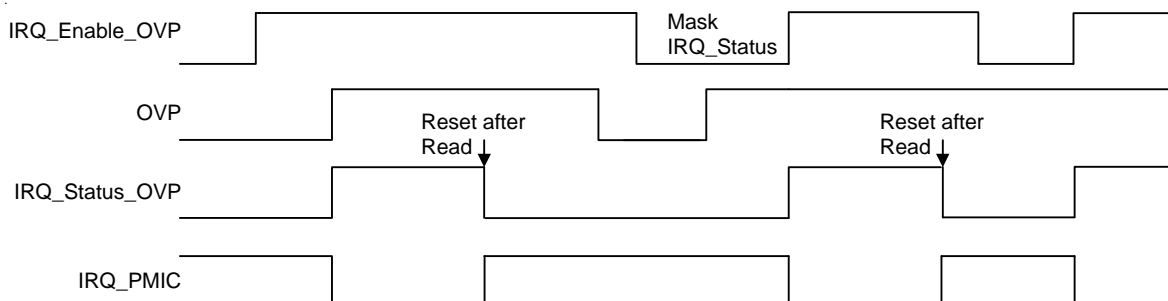 IRQ_Enable_OVP
Mask
IRQ_Status
OVP
Reset after
Read
Reset after
Read
IRQ_Status_OVP
IRQ_PMIC